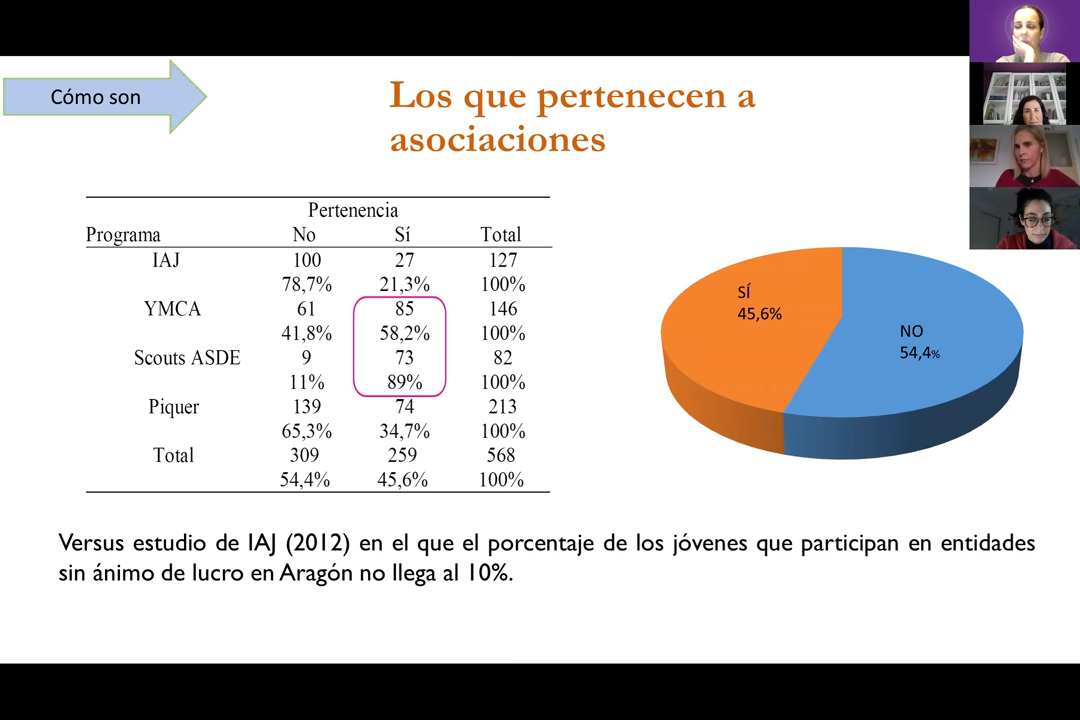 Cómo son
Los que pertenecen a
asociaciones
Pertenencia
Programa No Sí Total
IAJ 100 27 127
78,7% 21,3% 100%
YMCA 61 85 146
41,8% 58,2% 100%
Scouts ASDE 9 73 82
11% 89% 100%
Piquer 139 74 213
65,3% 34,7% 100%
Total 309 259 568
54,4% 45,6% 100%
SÍ
45,6%
NO
54,4%
Versus estudio de IAJ (2012) en el que el porcentaje de los jóvenes que participan en entidades
sin ánimo de lucro en Aragón no llega al 10%.